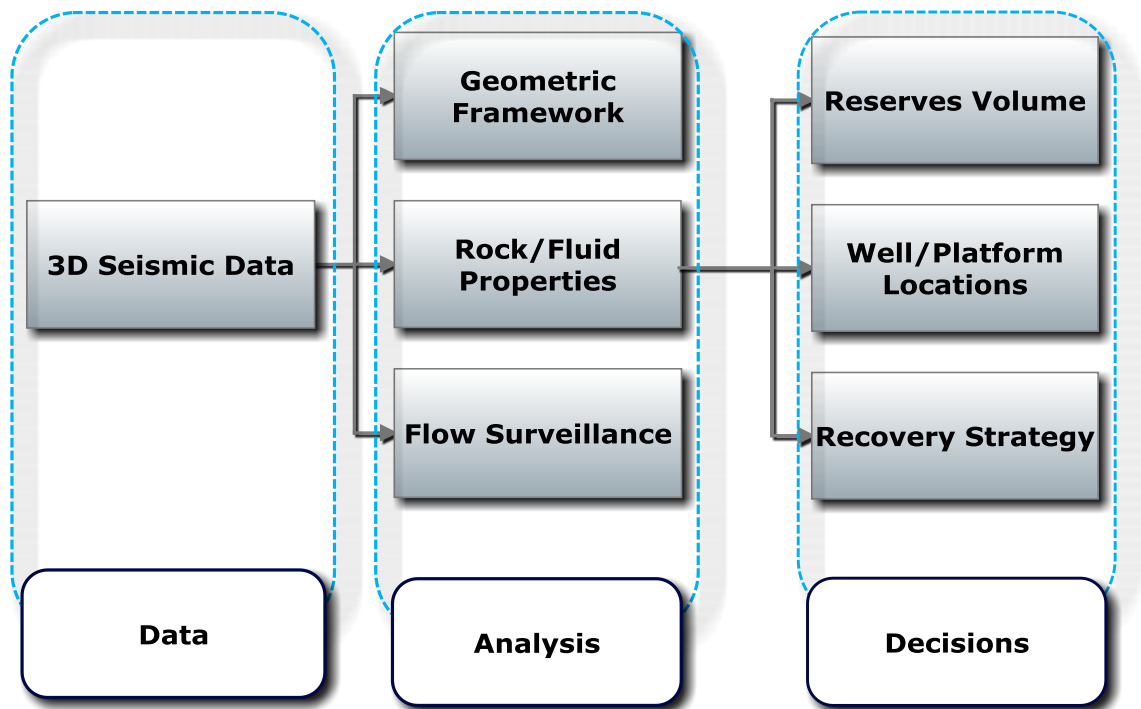 3D Seismic Data
Data
Geometric
Framework
Rock/Fluid
Properties
Flow Surveillance
Analysis
Reserves Volume
Well/Platform
Locations
Recovery Strategy
Decisions